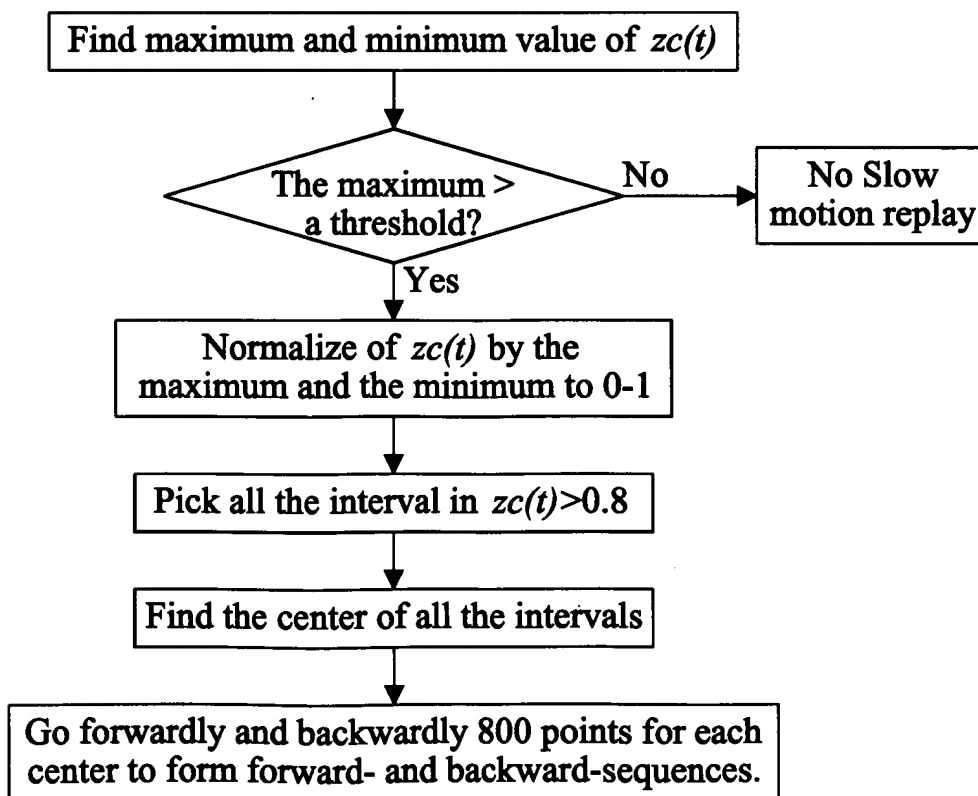 Find maximum and minimum value of zc(t)
The maximum >
a threshold?
No
No Slow
motion replay
Yes
Normalize of zc(t) by the
maximum and the minimum to 0-1
Pick all the interval in zc(t)>0.8
Find the center of all the intervals
Go forwardly and backwardly 800 points for each
center to form forward- and backward-sequences.